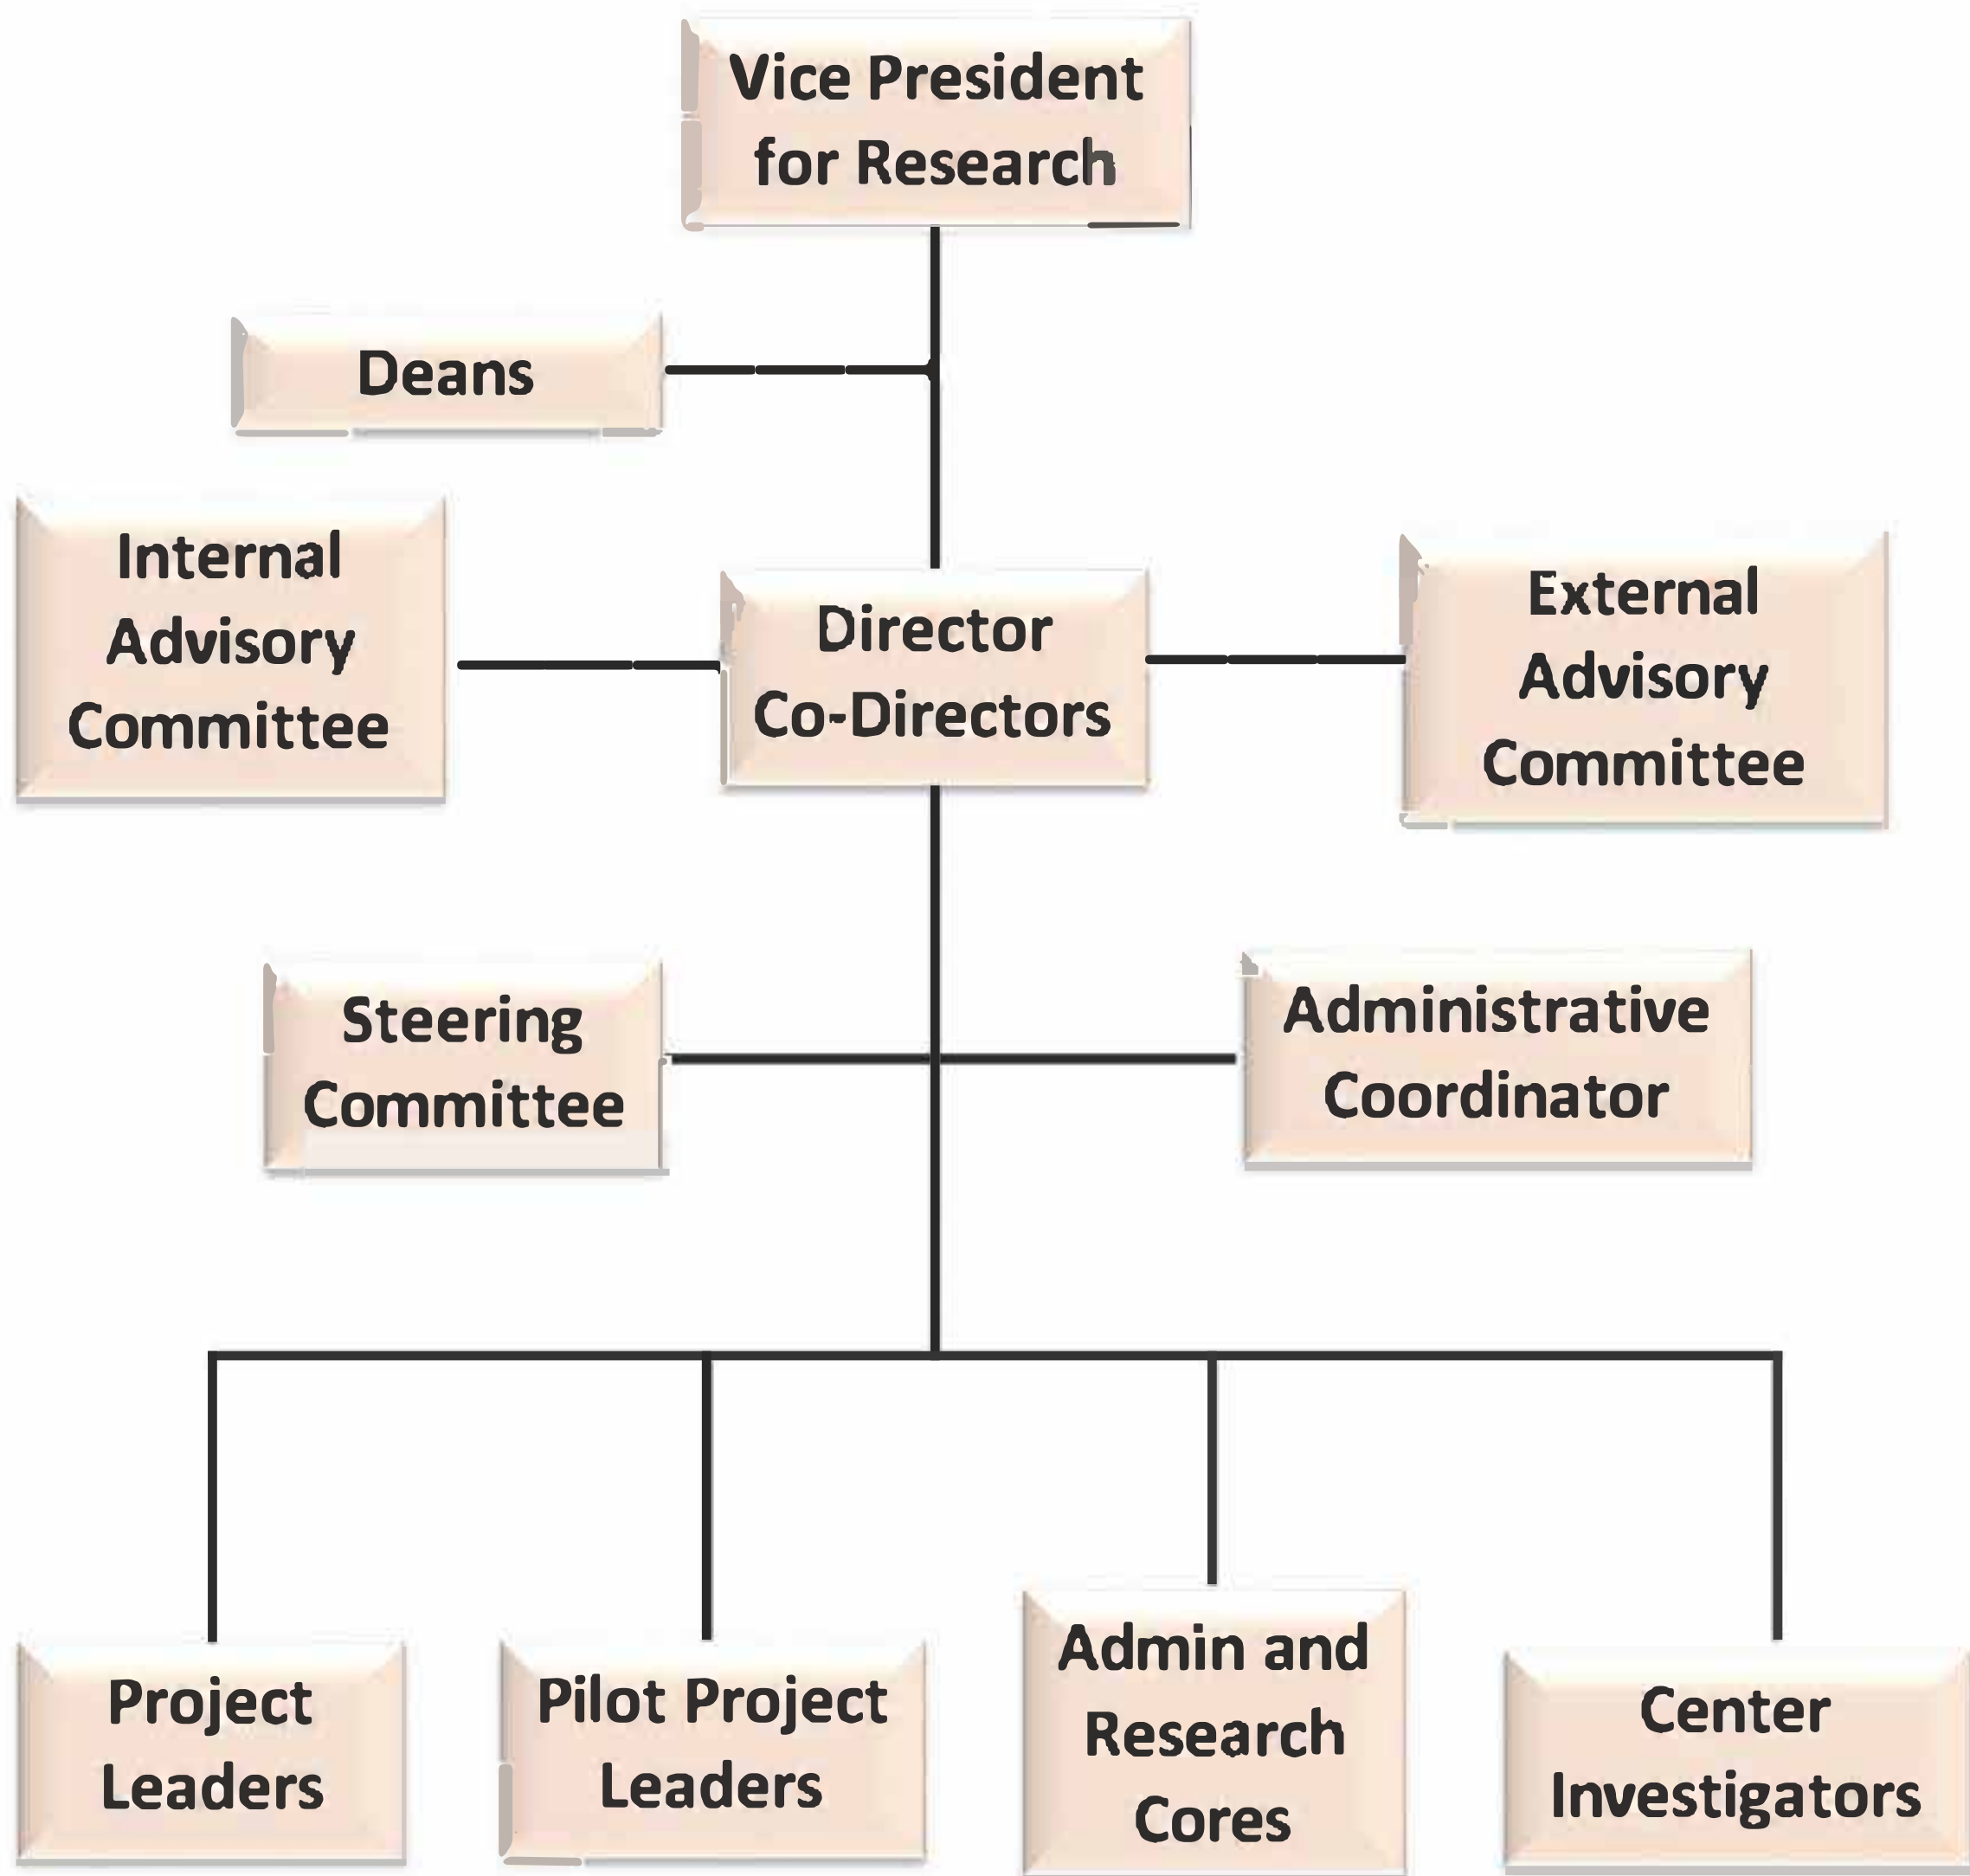 Vice President
for Research
Deans
Internal
Advisory
Committee
Director
Co-Directors
External
Advisory
Committee
Steering
Committee
Administrative
Coordinator
Project
Leaders
Pilot Project
Leaders
Admin and
Research
Cores
Center
Investigators